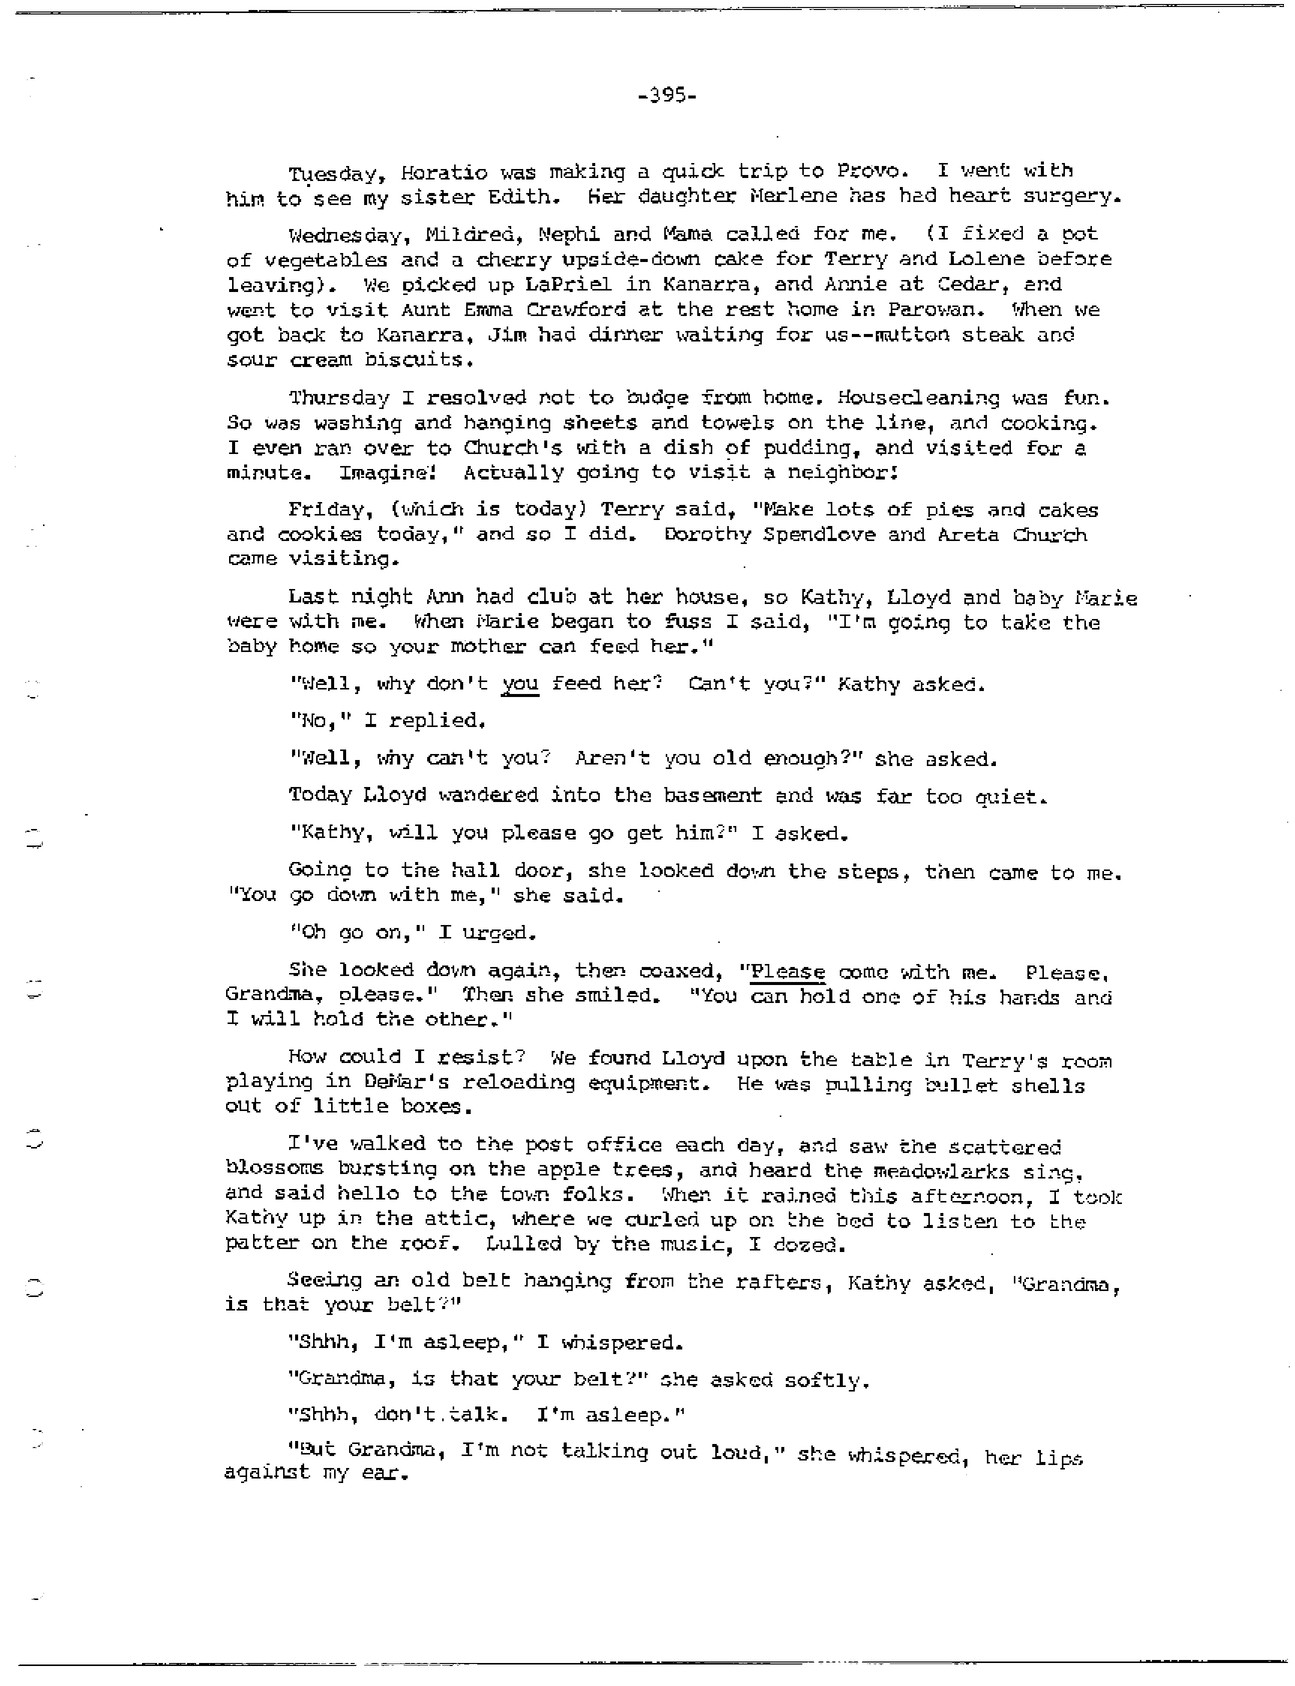 -395-
Tuesday, Horatio was making a quick trip to Provo. I went with
him to see my sister Edith. Her daughter Merlene has had heart surgery.
Wednesday, Mildred, Nephi and Mama called for me. (I fixed a pot
of vegetables and a cherry upside-down cake for Terry and Lolene before
leaving). We picked up LaPriel in Kanarra, and Annie at Cedar, and
went to visit Aunt Emma Crawford at the rest home in Parowan. When we
got back to Kanarra, Jim had dinner waiting for us--mutton steak and
sour cream biscuits.
Thursday I resolved not to budge from home. Housecleaning was fun.
So was washing and hanging sheets and towels on the line, and cooking.
I even ran over to Church's with a dish of pudding, and visited for a
minute. Imagine! Actually going to visit a neighbor!
Friday, (which is today) Terry said, "Make lots of pies and cakes
and cookies today," and so I did. Dorothy Spendlove and Areta Church
came visiting.
Last night Ann had club at her house, so Kathy, Lloyd and baby Marie
were with me. When Marie began to fuss I said, "I'm going to take the
baby home so your mother can feed her."
"Well, why don't you feed her? Can't you?" Kathy asked.
"No," I replied.
"Well, why can't you? Aren't you old enough?" she asked.
Today Lloyd wandered into the basement and was far too quiet.
"Kathy, will you please go get him?" I asked.
Going to the hall door, she looked down the steps, then came to me.
"You go down with me," she said.
"Oh go on," I urged.
She looked down again, then coaxed, "Please come with me. Please,
Grandma, please." Then she smiled. "You can hold one of his hands and
I will hold the other."
How could I resist? We found Lloyd upon the table in Terry's room
playing in DeMar's reloading equipment. He was pulling bullet shells
out of little boxes.
I've walked to the post office each day, and saw the scattered
blossoms bursting on the apple trees, and heard the meadowlarks sing,
and said hello to the town folks. When it rained this afternoon, I took
Kathy up in the attic, where we curled up on the bed to listen to the
patter on the roof. Lulled by the music, I dozed.
Seeing an old belt hanging from the rafters, Kathy asked, "Grandma,
is that your belt?"
"Shhh, I'm asleep," I whispered.
"Grandma, is that your belt?" she asked softly.
"Shhh, don't talk. I'm asleep."
"But Grandma, I'm not talking out loud," she whispered, her lips
against my ear.